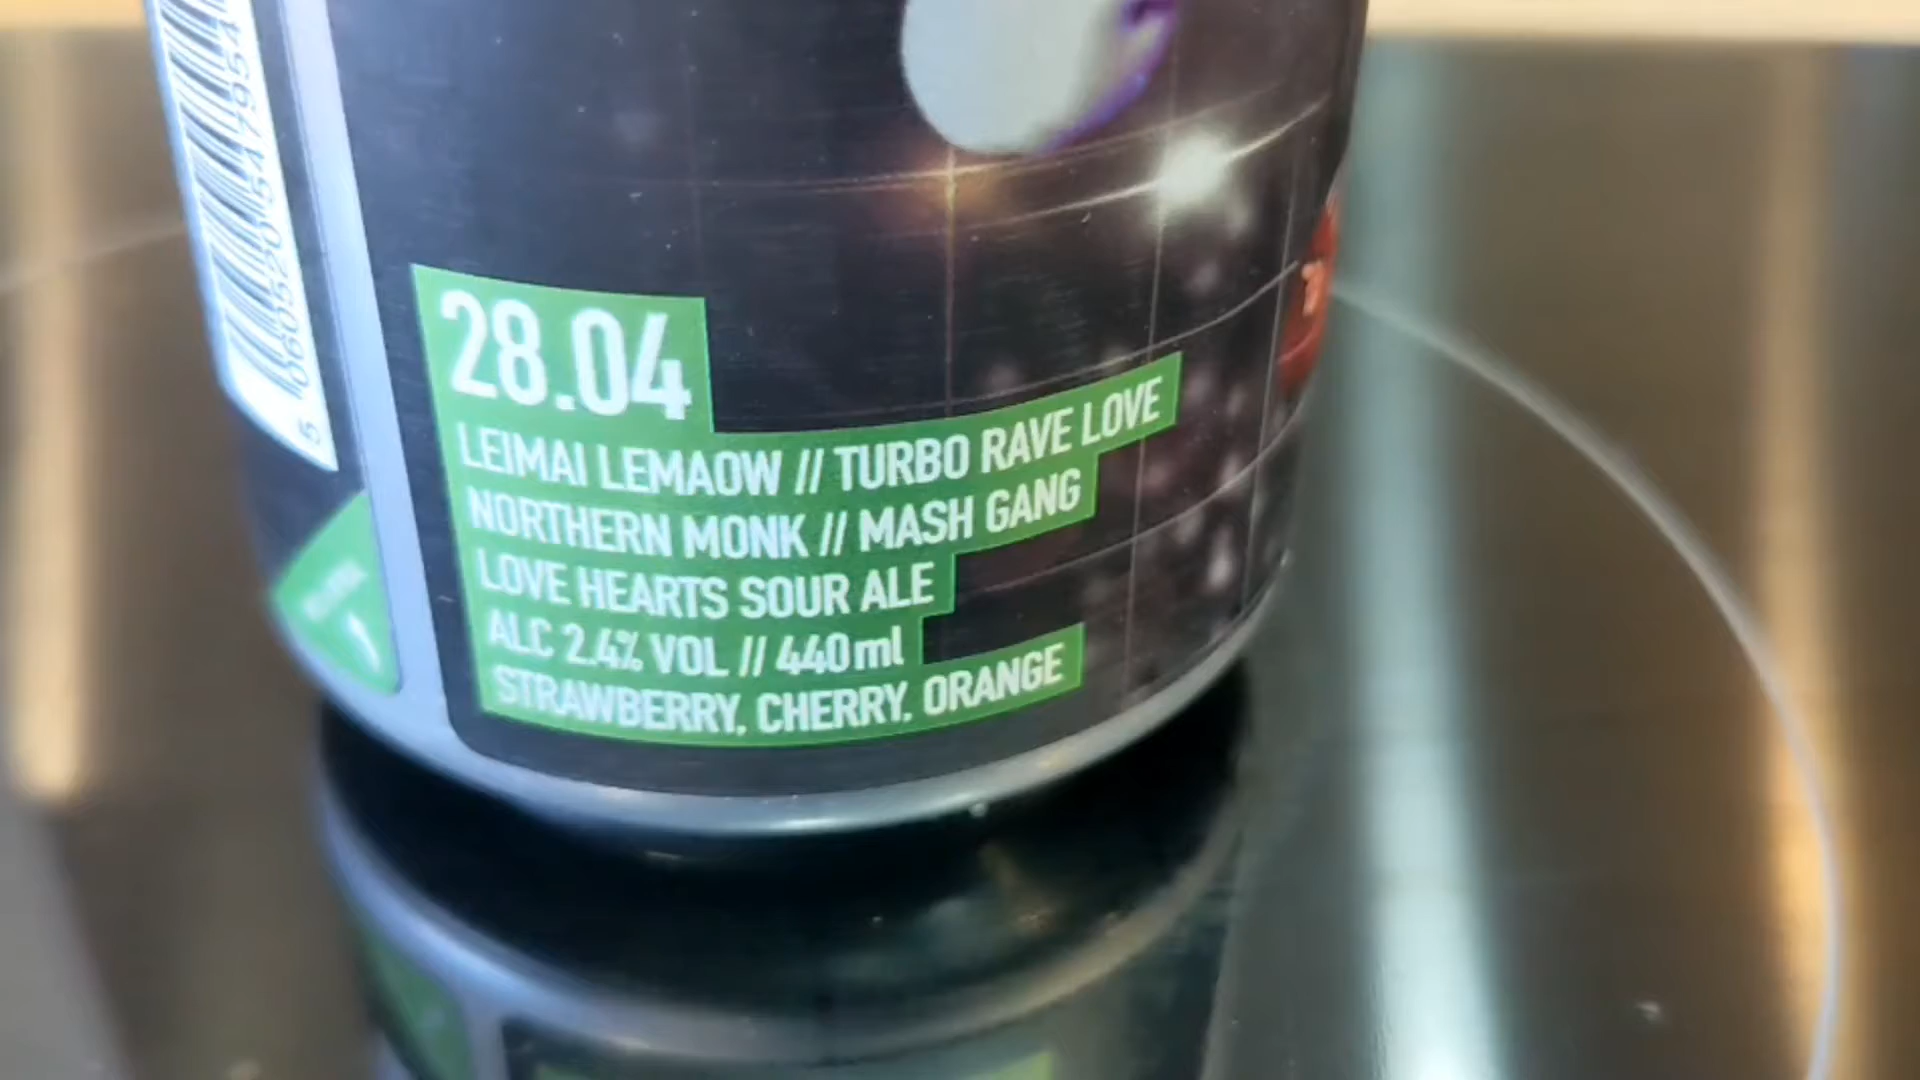 28.04
LEIMAI LEMAOW // TURBO RAVE LOVE
NORTHERN MONK // MASH GANG
LOVE HEARTS SOUR ALE
ALC 2.4% VOL // 440ml
STRAWBERRY, CHERRY, ORANGE